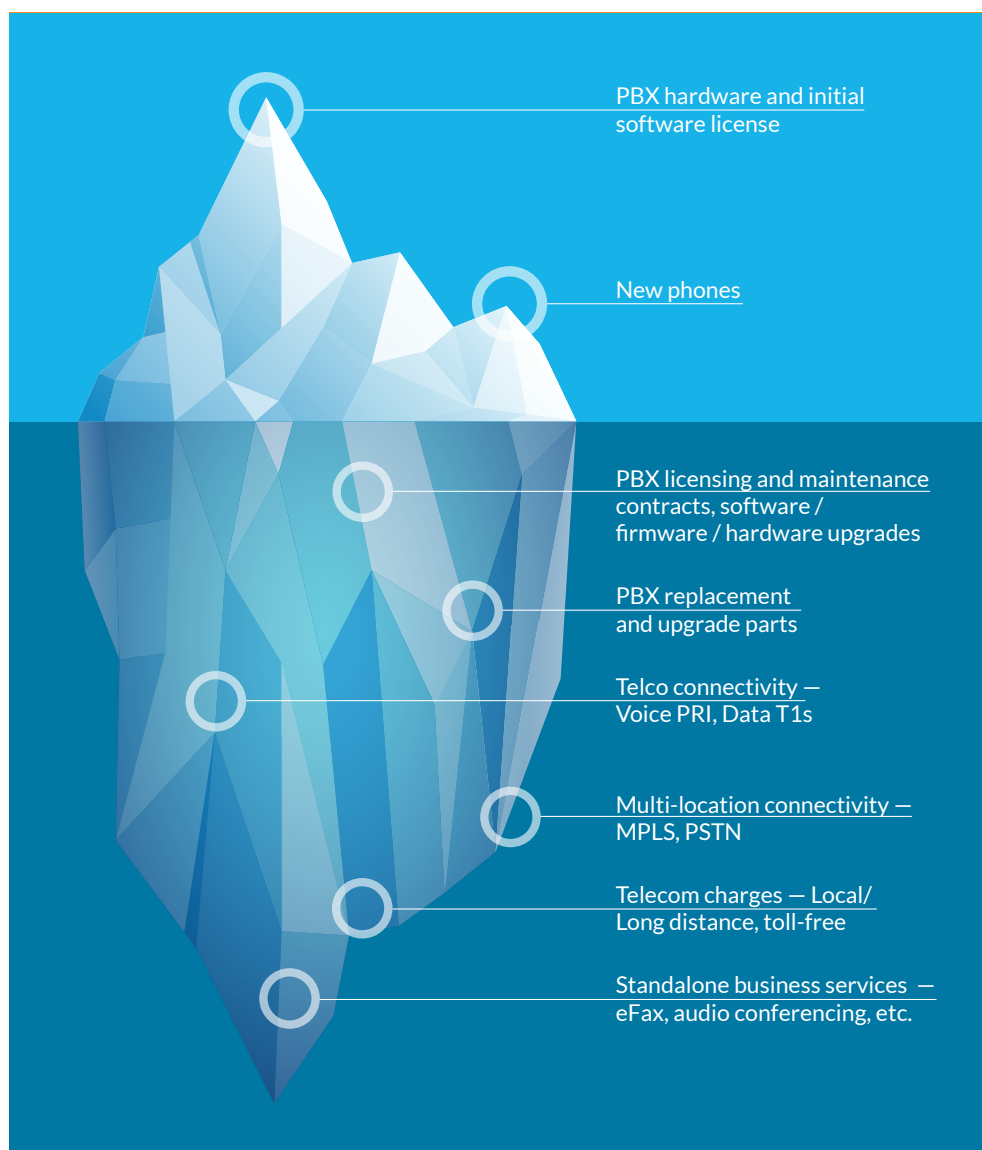 PBX hardware and initial
software license
New phones
PBX licensing and maintenance
contracts, software /
firmware / hardware upgrades
PBX replacement
and upgrade parts
Telco connectivity —
Voice PRI, Data T1s
Multi-location connectivity —
MPLS, PSTN
Telecom charges — Local/
Long distance, toll-free
Standalone business services —
eFax, audio conferencing, etc.